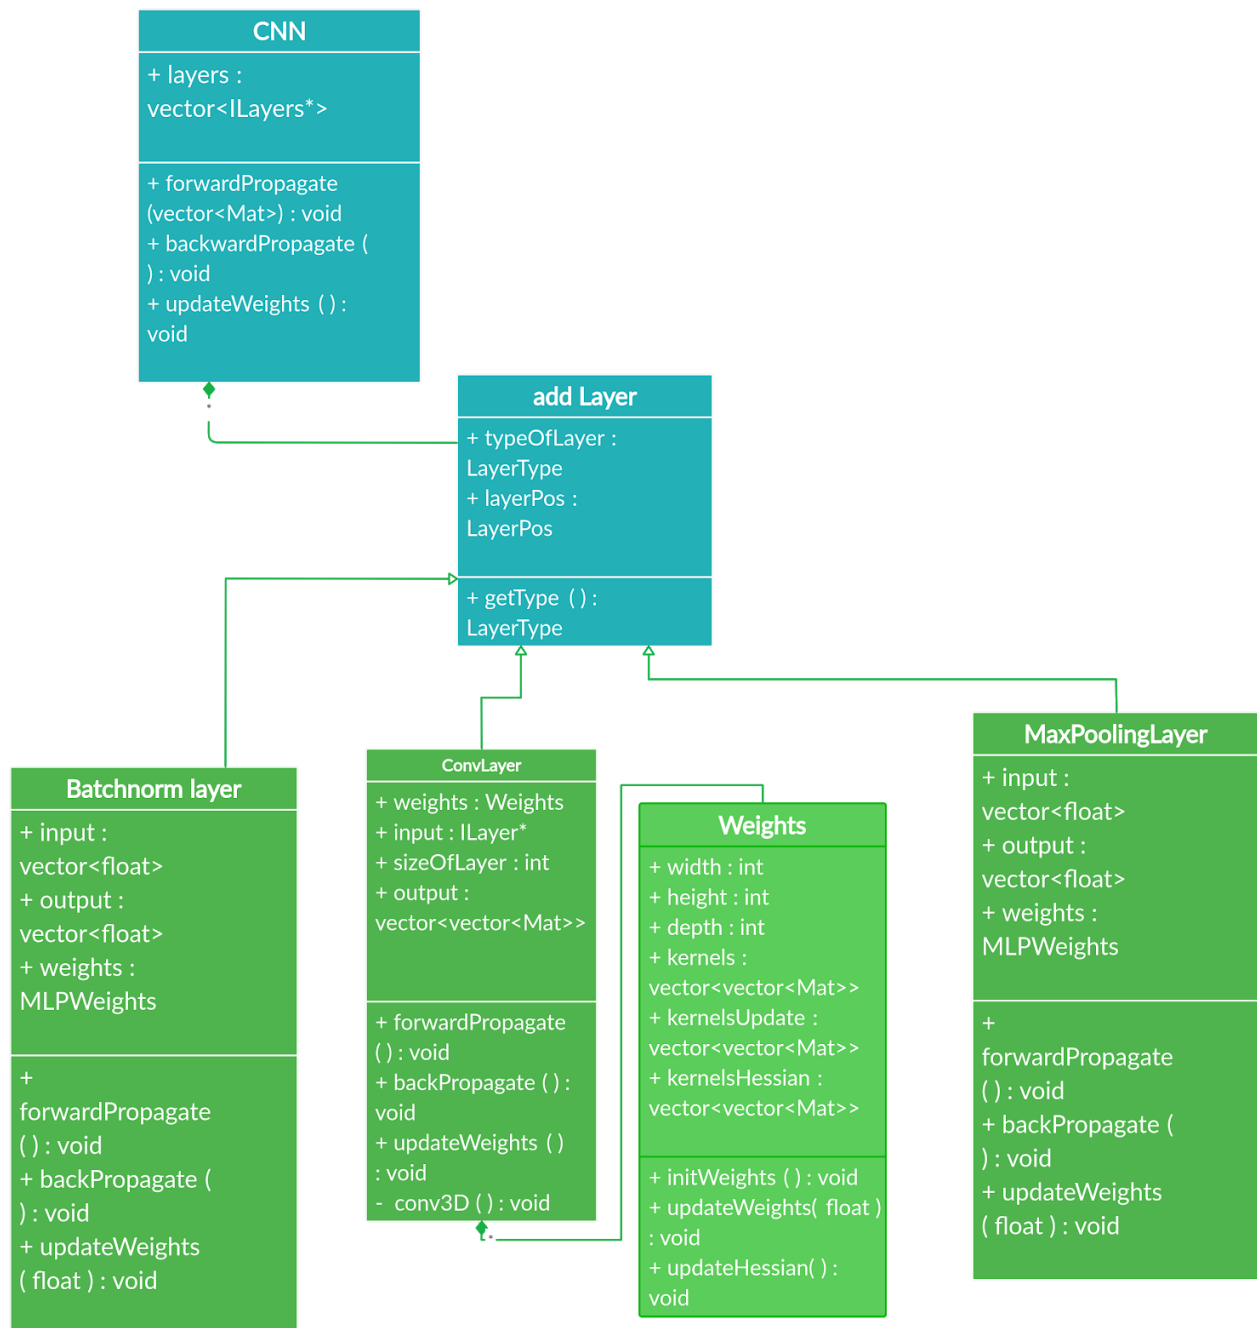 CNN
+ layers :
vector<ILayers*>
+ forwardPropagate
(vector<Mat>) : void
+ backwardPropagate (
) : void
+ updateWeights ( ) :
void
add Layer
+ typeOfLayer :
LayerType
+ layerPos :
LayerPos
+ getType ( ) :
LayerType
Batchnorm layer
+ input :
vector<float>
+ output :
vector<float>
+ weights :
MLPWeights
+
forwardPropagate
( ) : void
+ backPropagate (
) : void
+ updateWeights
( float ) : void
ConvLayer
+ weights : Weights
+ input : ILayer*
+ sizeOfLayer : int
+ output :
vector<vector<Mat>>
+ forwardPropagate
( ) : void
+ backPropagate ( ) :
void
+ updateWeights ( )
: void
- conv3D ( ) : void
Weights
+ width : int
+ height : int
+ depth : int
+ kernels :
vector<vector<Mat>>
+ kernelsUpdate :
vector<vector<Mat>>
+ kernelsHessian :
vector<vector<Mat>>
+ initWeights ( ) : void
+ updateWeights( float )
: void
+ updateHessian( ) :
void
MaxPoolingLayer
+ input :
vector<float>
+ output :
vector<float>
+ weights :
MLPWeights
+
forwardPropagate
( ) : void
+ backPropagate (
) : void
+ updateWeights
( float ) : void